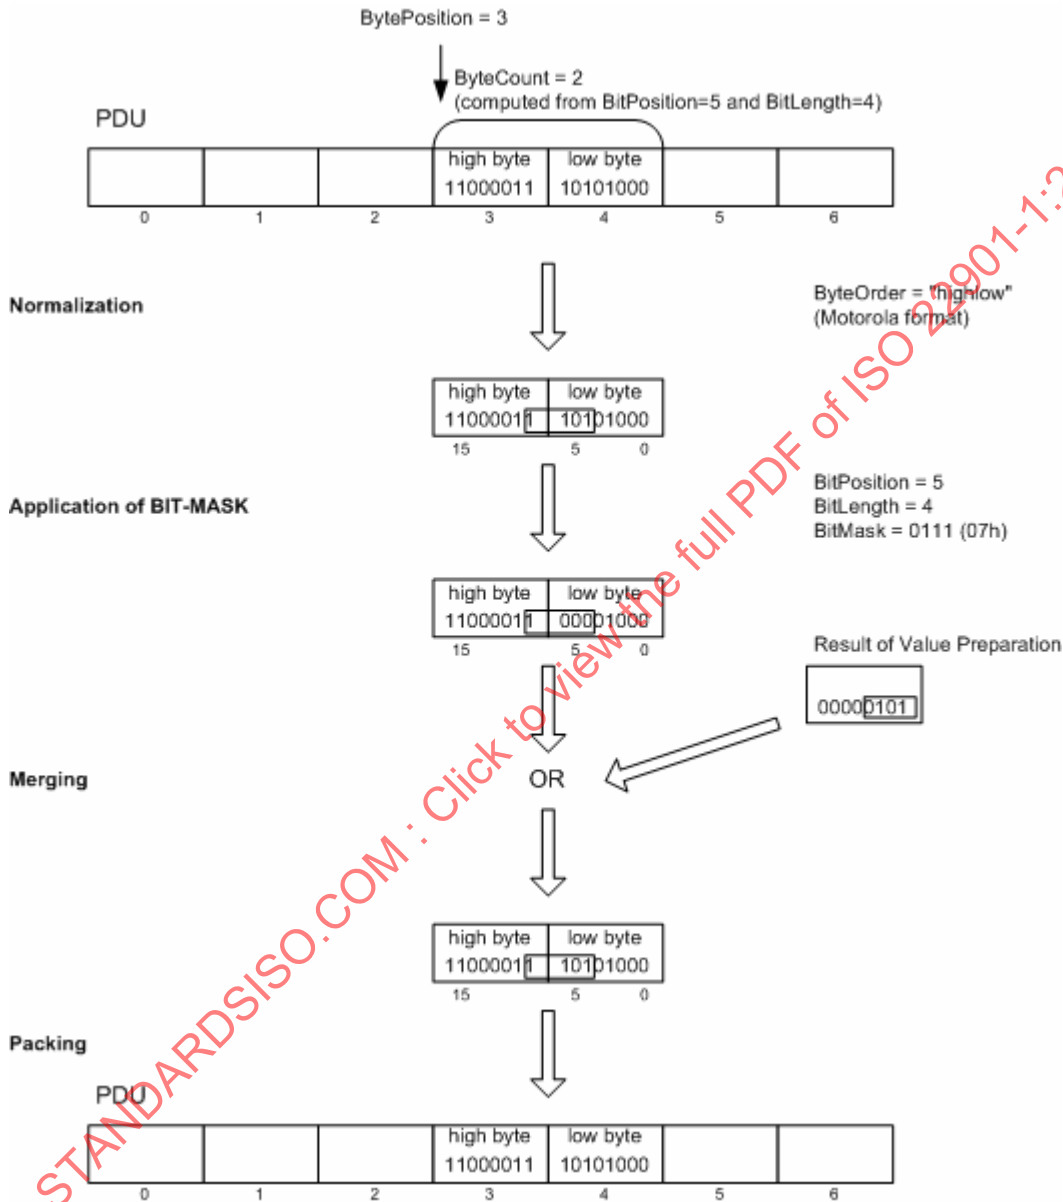 BytePosition = 3
ByteCount = 2
(computed from BitPosition=5 and BitLength=4)
PDU
high byte low byte
11000011 10101000
0 1 2 3 4 5 6
Normalization
ByteOrder = "highlow"
(Motorola format)
high byte low byte
11000011 10101000
15 5 0
Application of BIT-MASK
BitPosition = 5
BitLength = 4
BitMask = 0111 (07h)
high byte low byte
11000011 00001000
15 5 0
Result of Value Preparation
00000101
Merging
OR
high byte low byte
11000011 10101000
15 5 0
Packing
PDU
high byte low byte
11000011 10101000
0 1 2 3 4 5 6
STANDARDSISO.COM : Click to view the full PDF of ISO 22901-1:2